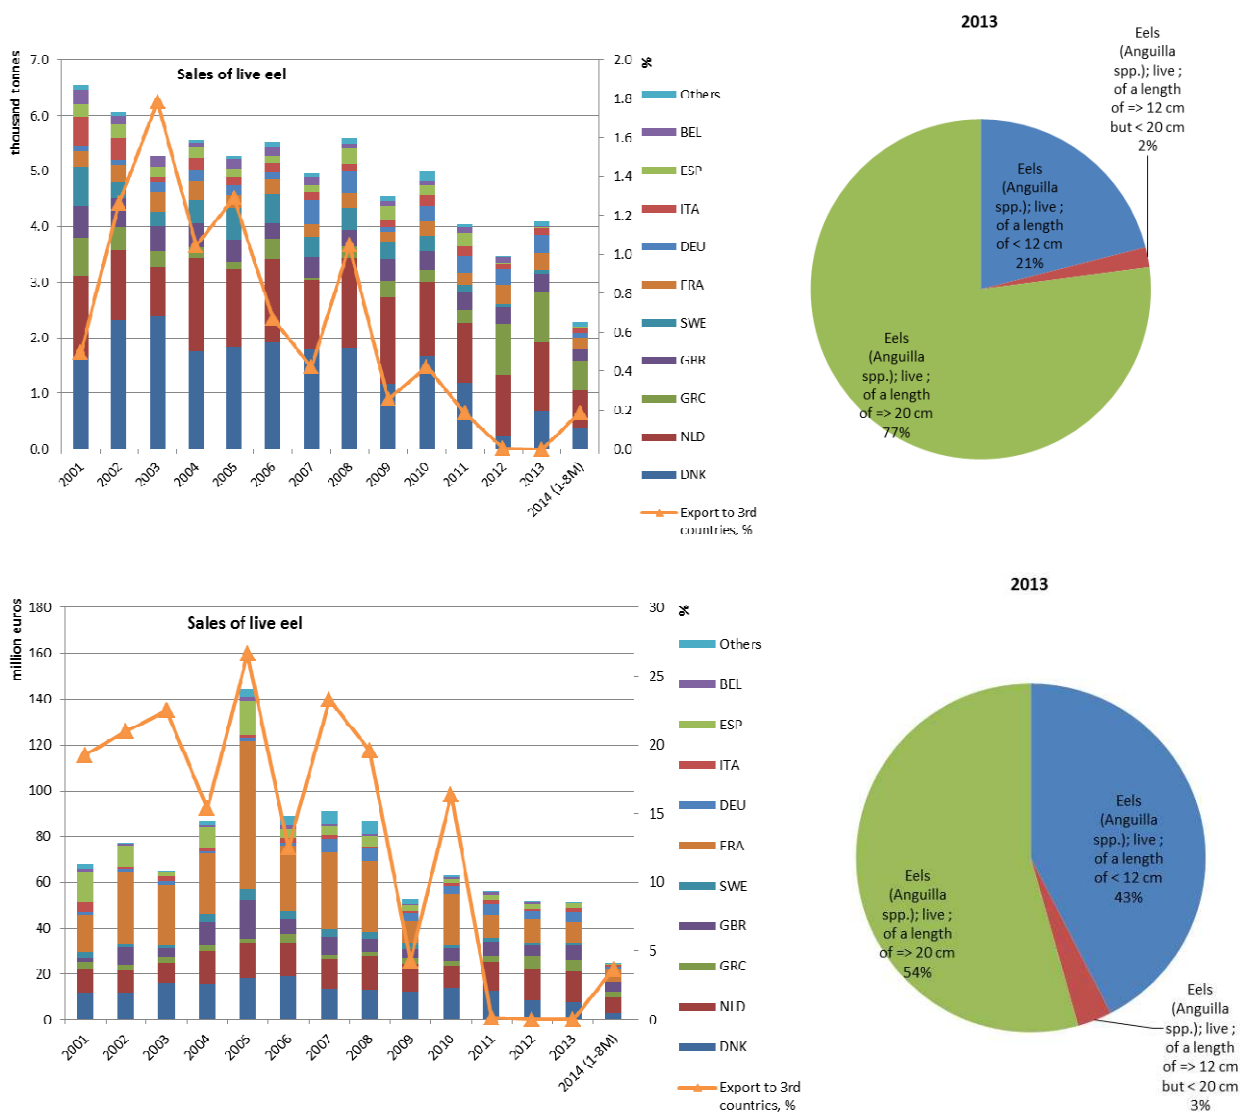 2013
Sales of live eel
thousand tonnes
%
7.0
6.0
5.0
4.0
3.0
2.0
1.0
0.0
2.0
1.8
1.6
1.4
1.2
1.0
0.8
0.6
0.4
0.2
0.0
2001
2002
2003
2004
2005
2006
2007
2008
2009
2010
2011
2012
2013
2014 (1-8M)
Others
BEL
ESP
ITA
DEU
FRA
SWE
GBR
GRC
NLD
DNK
Export to 3rd
countries, %
Eels
(Anguilla
spp.); live ;
of a length
of => 12 cm
but < 20 cm
2%
Eels
(Anguilla
spp.); live ;
of a length
of < 12 cm
21%
Eels
(Anguilla
spp.); live ;
of a length
of => 20 cm
77%
2013
Sales of live eel
million euros
%
180
160
140
120
100
80
60
40
20
0
30
25
20
15
10
5
0
2001
2002
2003
2004
2005
2006
2007
2008
2009
2010
2011
2012
2013
2014 (1-8M)
Others
BEL
ESP
ITA
DEU
FRA
SWE
GBR
GRC
NLD
DNK
Export to 3rd
countries, %
Eels
(Anguilla
spp.); live ;
of a length
of < 12 cm
43%
Eels
(Anguilla
spp.); live ;
of a length
of => 20 cm
54%
Eels
(Anguilla
spp.); live ;
of a length
of => 12 cm
but < 20 cm
3%